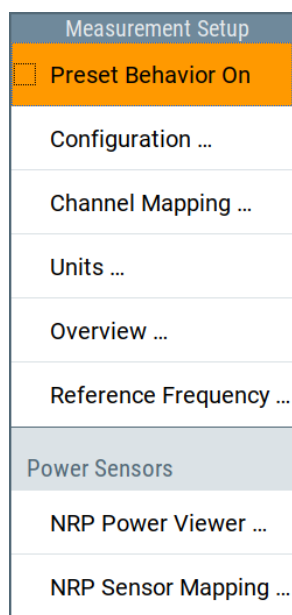 Measurement Setup
Preset Behavior On
Configuration ...
Channel Mapping ...
Units ...
Overview ...
Reference Frequency ...
Power Sensors
NRP Power Viewer ...
NRP Sensor Mapping ...